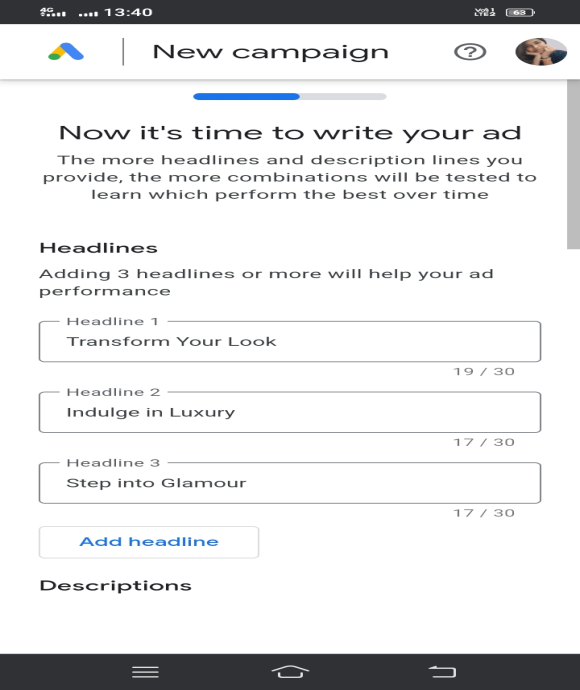 4G 13:40 VoLTE2 63
New campaign
Now it's time to write your ad
The more headlines and description lines you
provide, the more combinations will be tested to
learn which perform the best over time
Headlines
Adding 3 headlines or more will help your ad
performance
Headline 1
Transform Your Look
19 / 30
Headline 2
Indulge in Luxury
17 / 30
Headline 3
Step into Glamour
17 / 30
Add headline
Descriptions